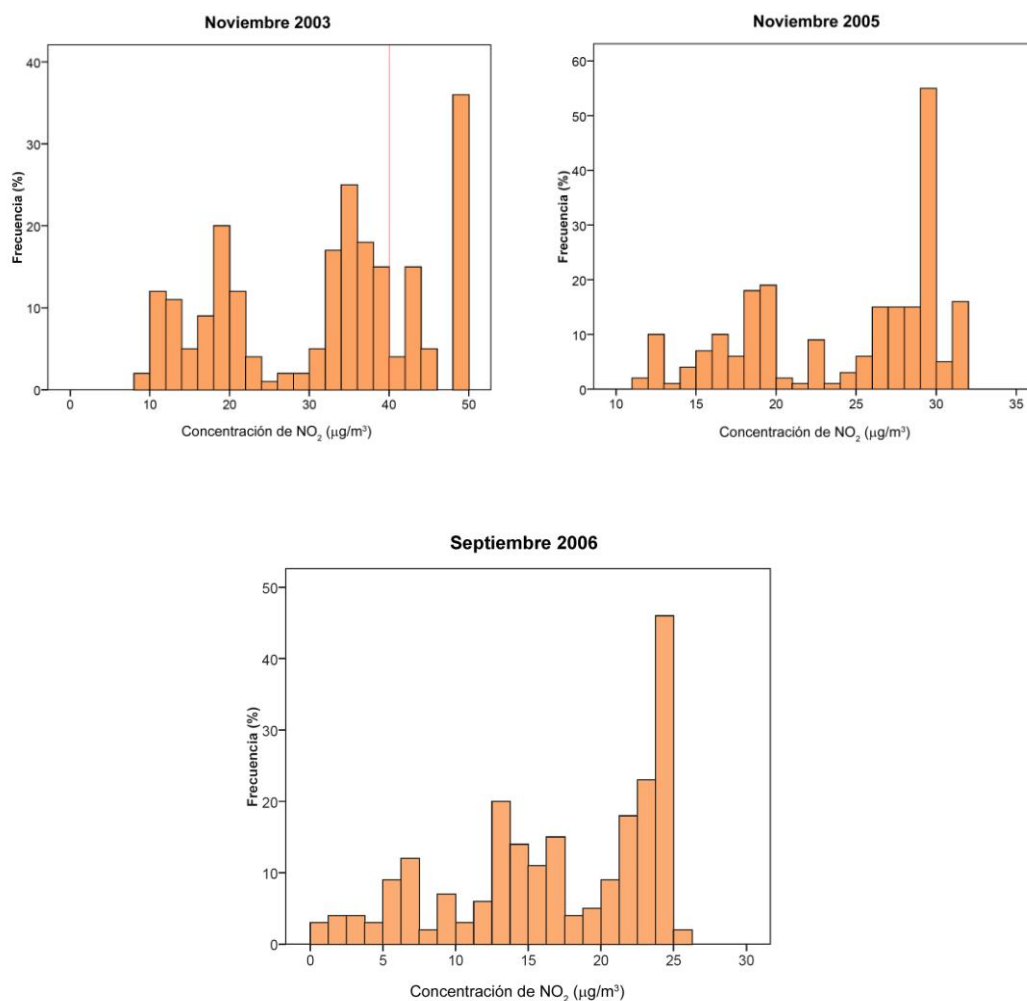 Noviembre 2003
40
30
20
10
0
Frecuencia (%)
0 10 20 30 40 50
Concentración de NO₂ (μg/m³)
Noviembre 2005
60
50
40
30
20
10
0
Frecuencia (%)
10 15 20 25 30 35
Concentración de NO₂ (μg/m³)
Septiembre 2006
50
40
30
20
10
0
Frecuencia (%)
0 5 10 15 20 25 30
Concentración de NO₂ (μg/m³)